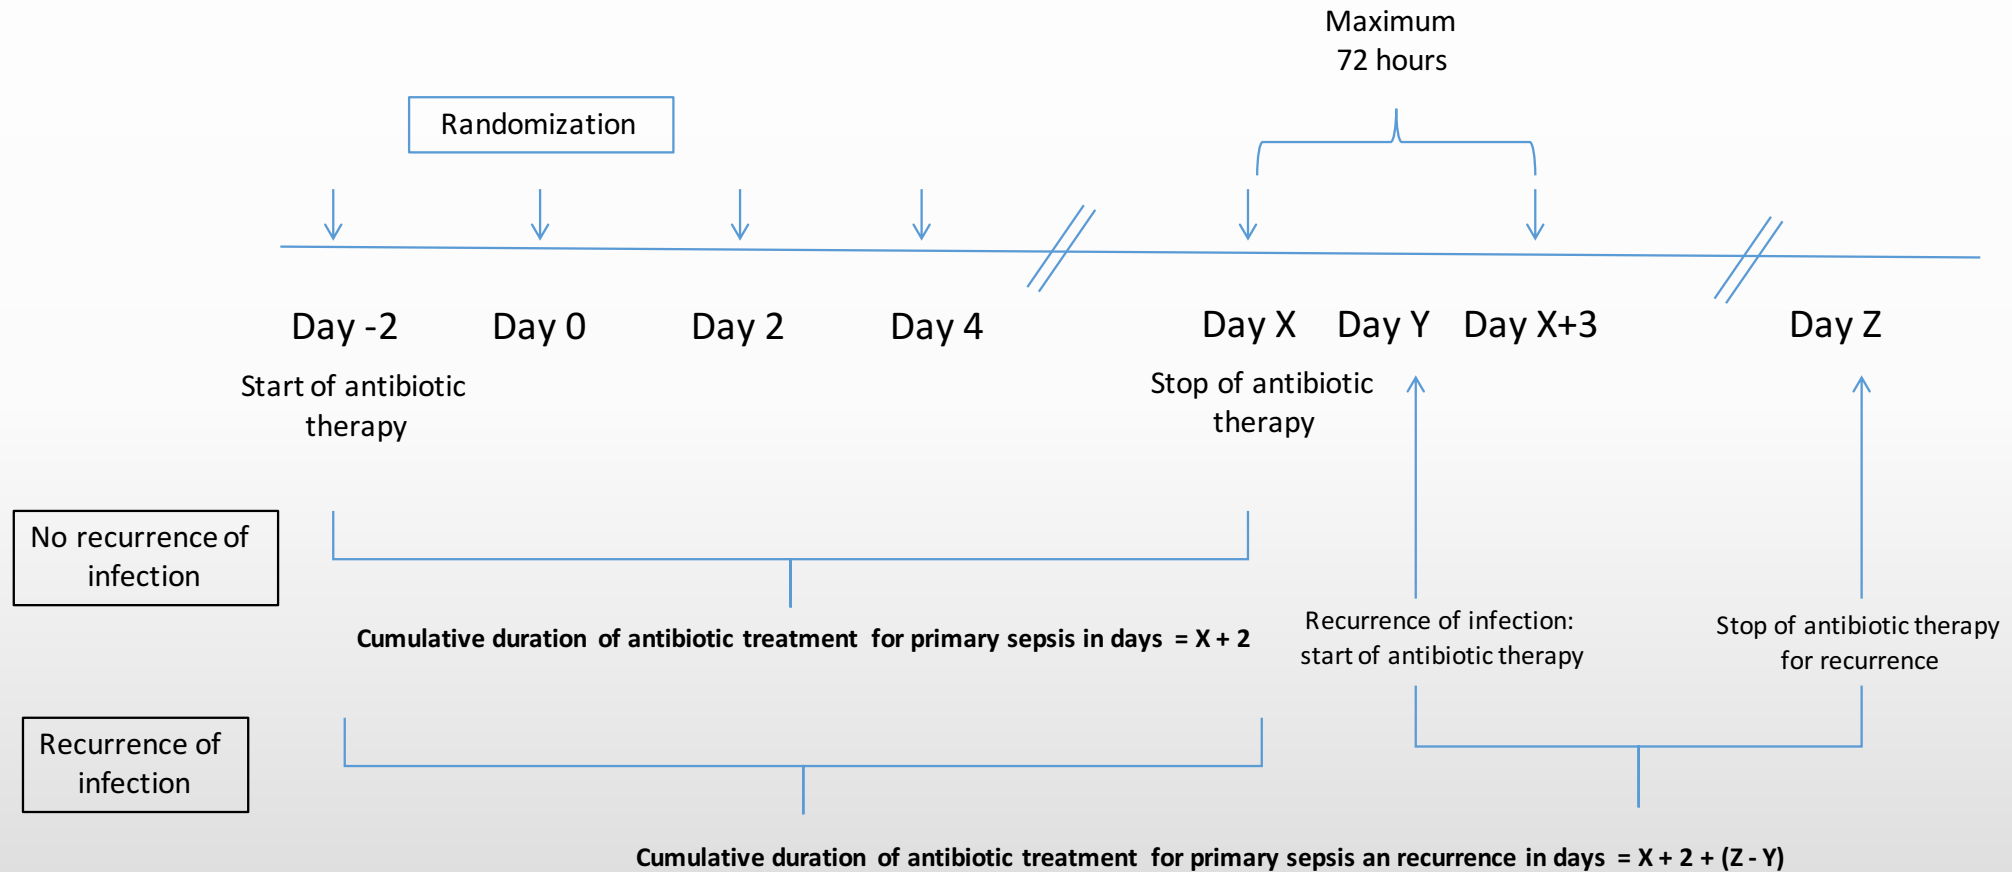 Maximum
72 hours
Randomization
Day -2
Day 0
Day 2
Day 4
Day X
Day Y
Day X+3
Day Z
Start of antibiotic
therapy
Stop of antibiotic
therapy
No recurrence of
infection
Cumulative duration of antibiotic treatment for primary sepsis in days = X + 2
Recurrence of infection:
start of antibiotic therapy
Stop of antibiotic therapy
for recurrence
Recurrence of
infection
Cumulative duration of antibiotic treatment for primary sepsis an recurrence in days = X + 2 + (Z - Y)